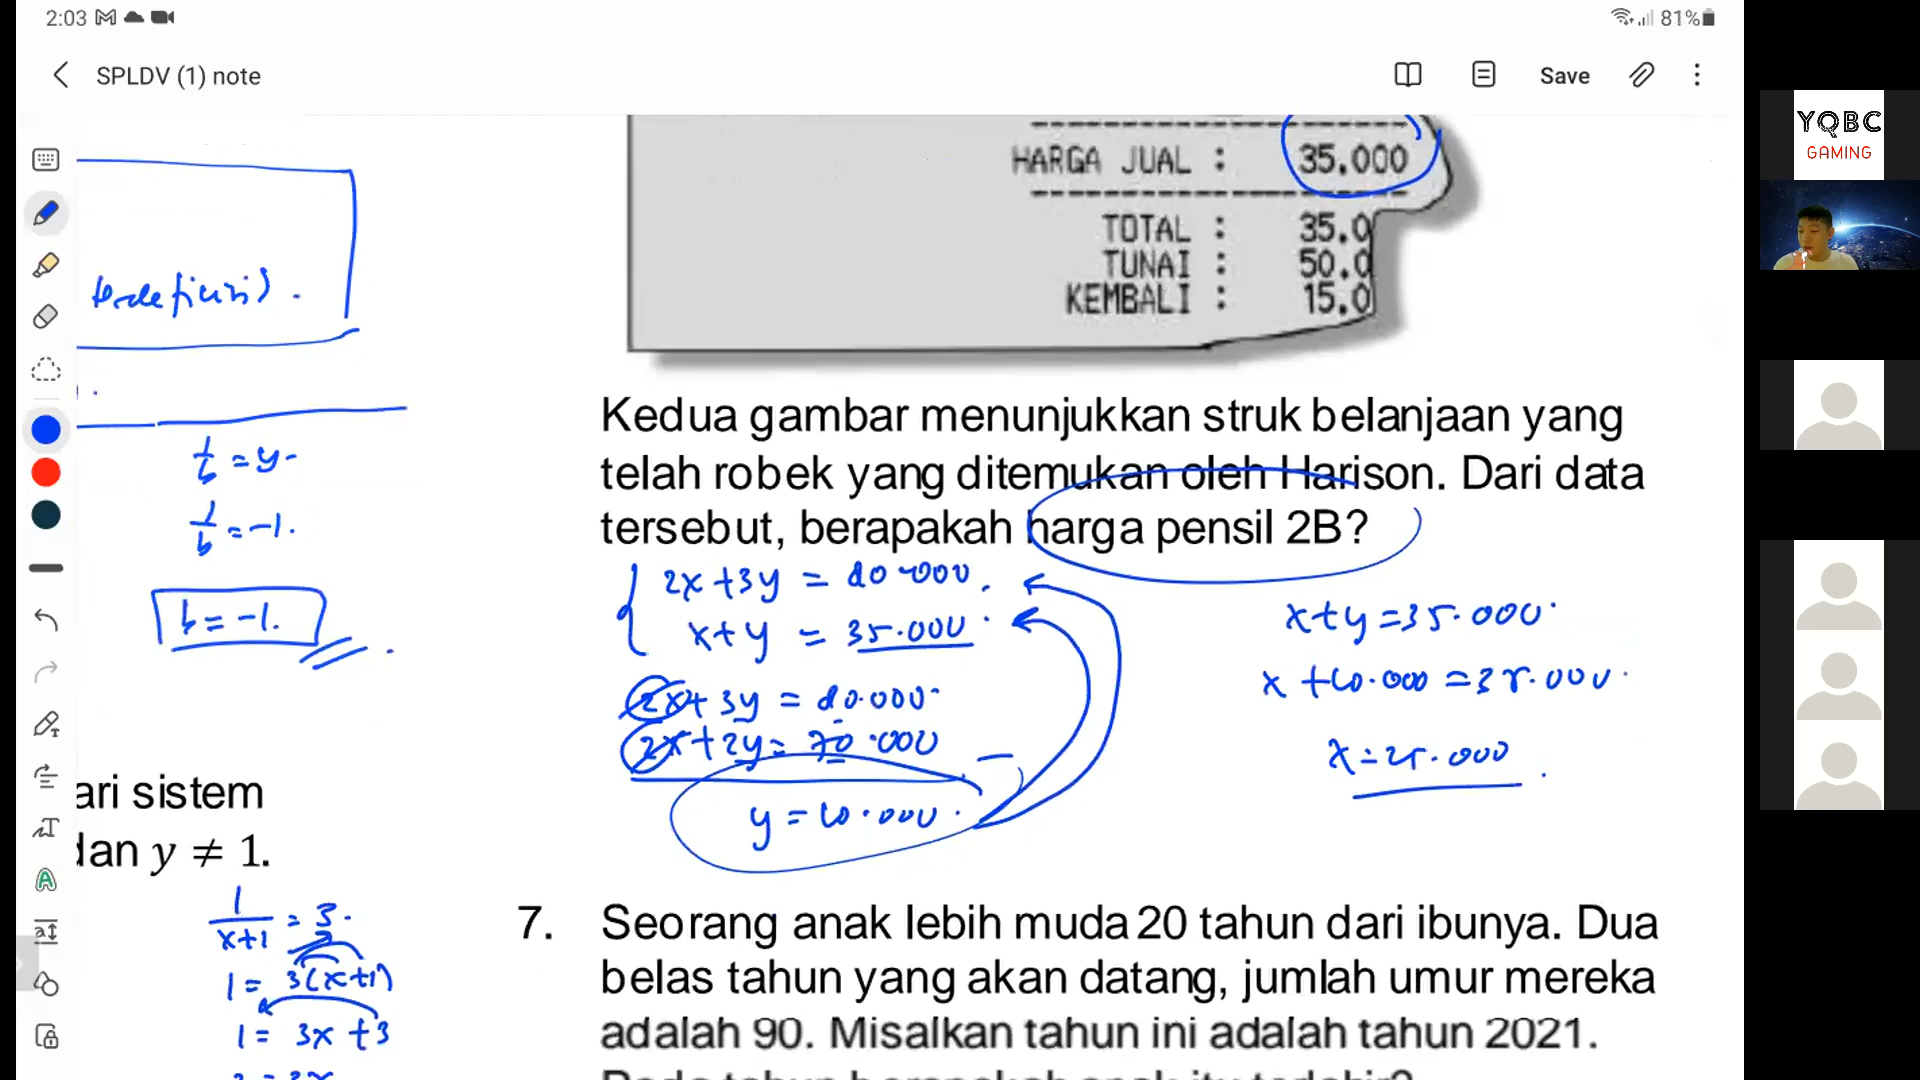 2:03
81%
SPLDV (1) note
Save
YQBC
GAMING
HARGA JUAL : 35.000
TOTAL : 35.0
TUNAI : 50.0
KEMBALI : 15.0
terdefinisi).
1/b = y
1/b = -1.
b = -1.
ari sistem
dan y ≠ 1.
1/(x+1) = 3.
1 = 3(x+1)
1 = 3x + 3
Kedua gambar menunjukkan struk belanjaan yang
telah robek yang ditemukan oleh Harison. Dari data
tersebut, berapakah harga pensil 2B?
2x + 3y = 80.000.
x + y = 35.000.
2x + 3y = 80.000.
2x + 2y = 70.000
y = 10.000.
x + y = 35.000.
x + 10.000 = 35.000.
x = 25.000
7. Seorang anak lebih muda 20 tahun dari ibunya. Dua
belas tahun yang akan datang, jumlah umur mereka
adalah 90. Misalkan tahun ini adalah tahun 2021.